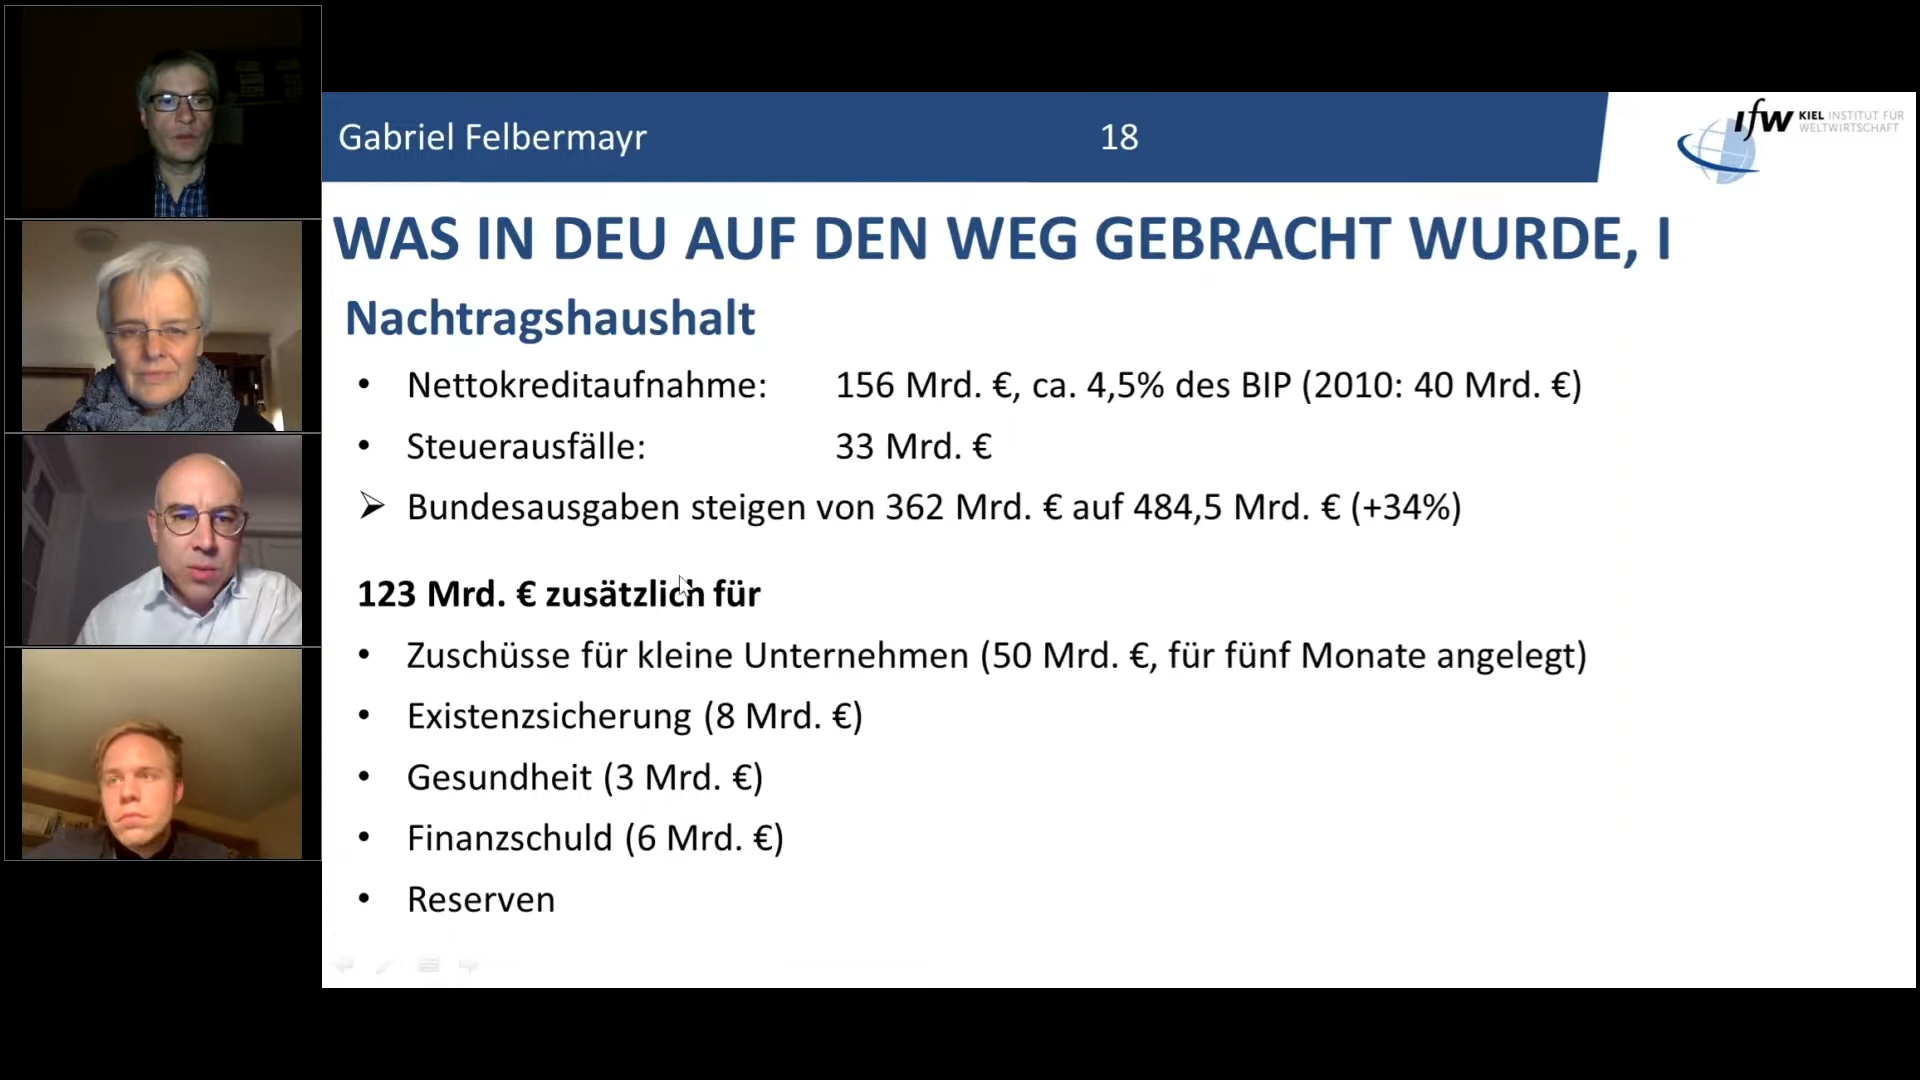 Gabriel Felbermayr
18
ifw KIEL INSTITUT FÜR
WELTWIRTSCHAFT
WAS IN DEU AUF DEN WEG GEBRACHT WURDE, I
Nachtragshaushalt
• Nettokreditaufnahme: 156 Mrd. €, ca. 4,5% des BIP (2010: 40 Mrd. €)
• Steuerausfälle: 33 Mrd. €
➢ Bundesausgaben steigen von 362 Mrd. € auf 484,5 Mrd. € (+34%)
123 Mrd. € zusätzlich für
• Zuschüsse für kleine Unternehmen (50 Mrd. €, für fünf Monate angelegt)
• Existenzsicherung (8 Mrd. €)
• Gesundheit (3 Mrd. €)
• Finanzschuld (6 Mrd. €)
• Reserven